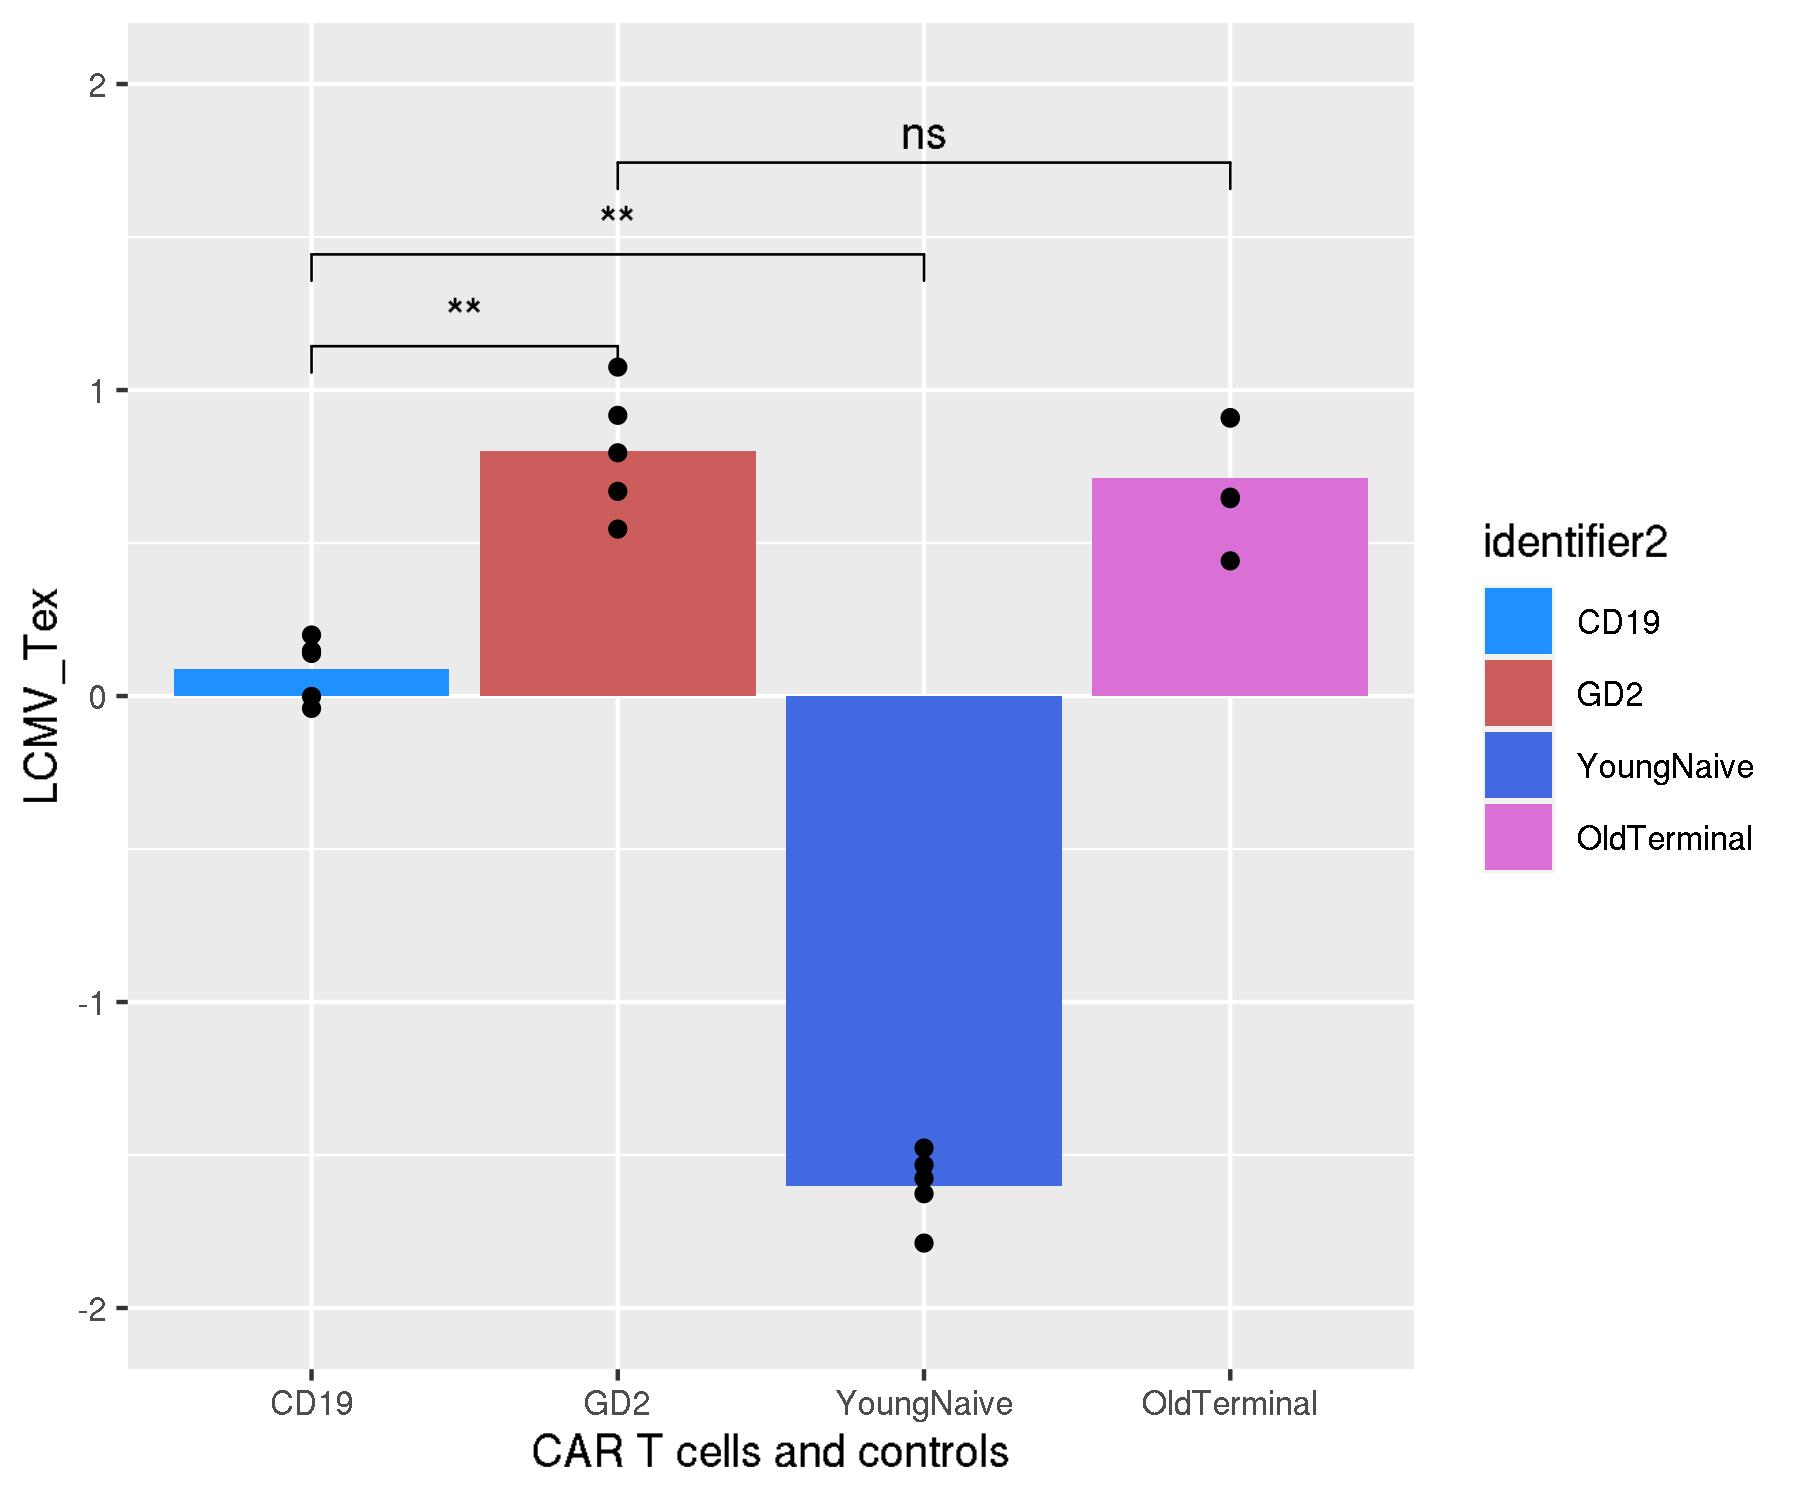 ns
**
**
2
1
0
-1
-2
LCMV_Tex
CD19
GD2
YoungNaive
OldTerminal
CAR T cells and controls
identifier2
CD19
GD2
YoungNaive
OldTerminal